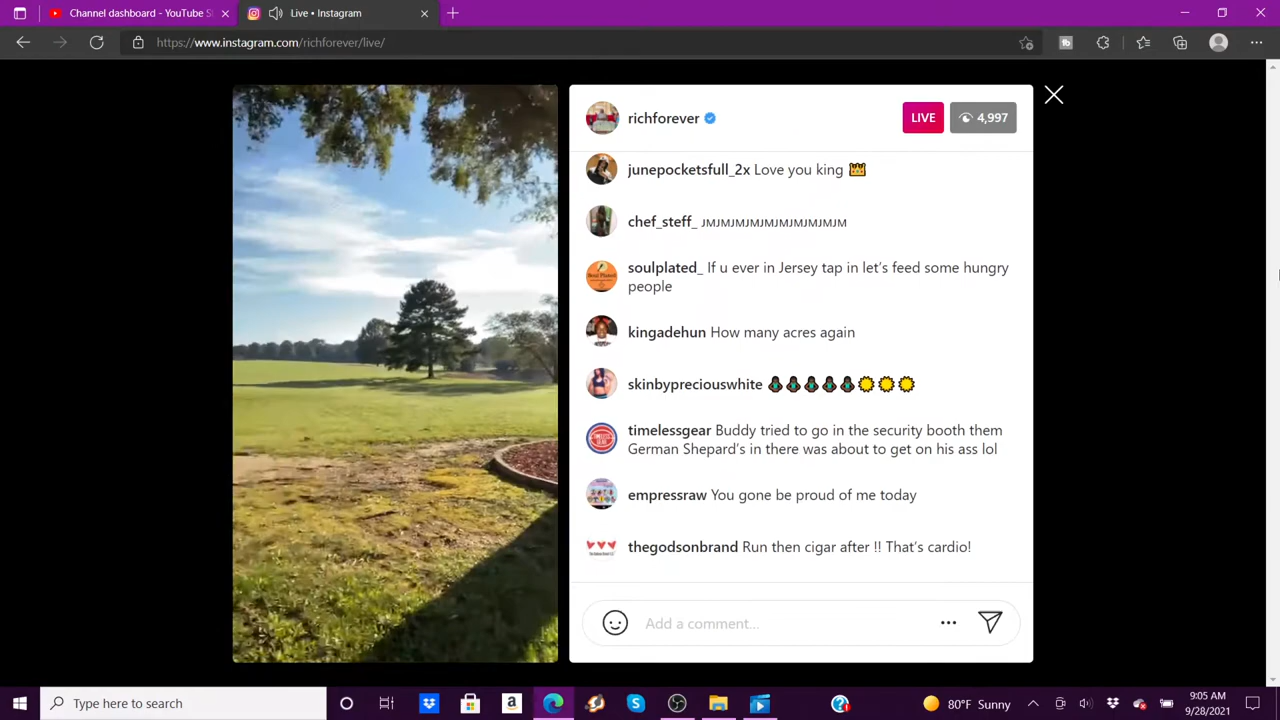 Channel dashboard - YouTube S
Live • Instagram
https://www.instagram.com/richforever/live/
richforever
LIVE
4,997
junepocketsfull_2x Love you king 👑
chef_steff_ ᴊᴍᴊᴍᴊᴍᴊᴍᴊᴍᴊᴍᴊᴍᴊᴍᴊᴍᴊᴍ
soulplated_ If u ever in Jersey tap in let's feed some hungry
people
kingadehun How many acres again
skinbypreciouswhite
timelessgear Buddy tried to go in the security booth them
German Shepard's in there was about to get on his ass lol
empressraw You gone be proud of me today
thegodsonbrand Run then cigar after !! That's cardio!
Add a comment...
Type here to search
80°F Sunny
9:05 AM
9/28/2021